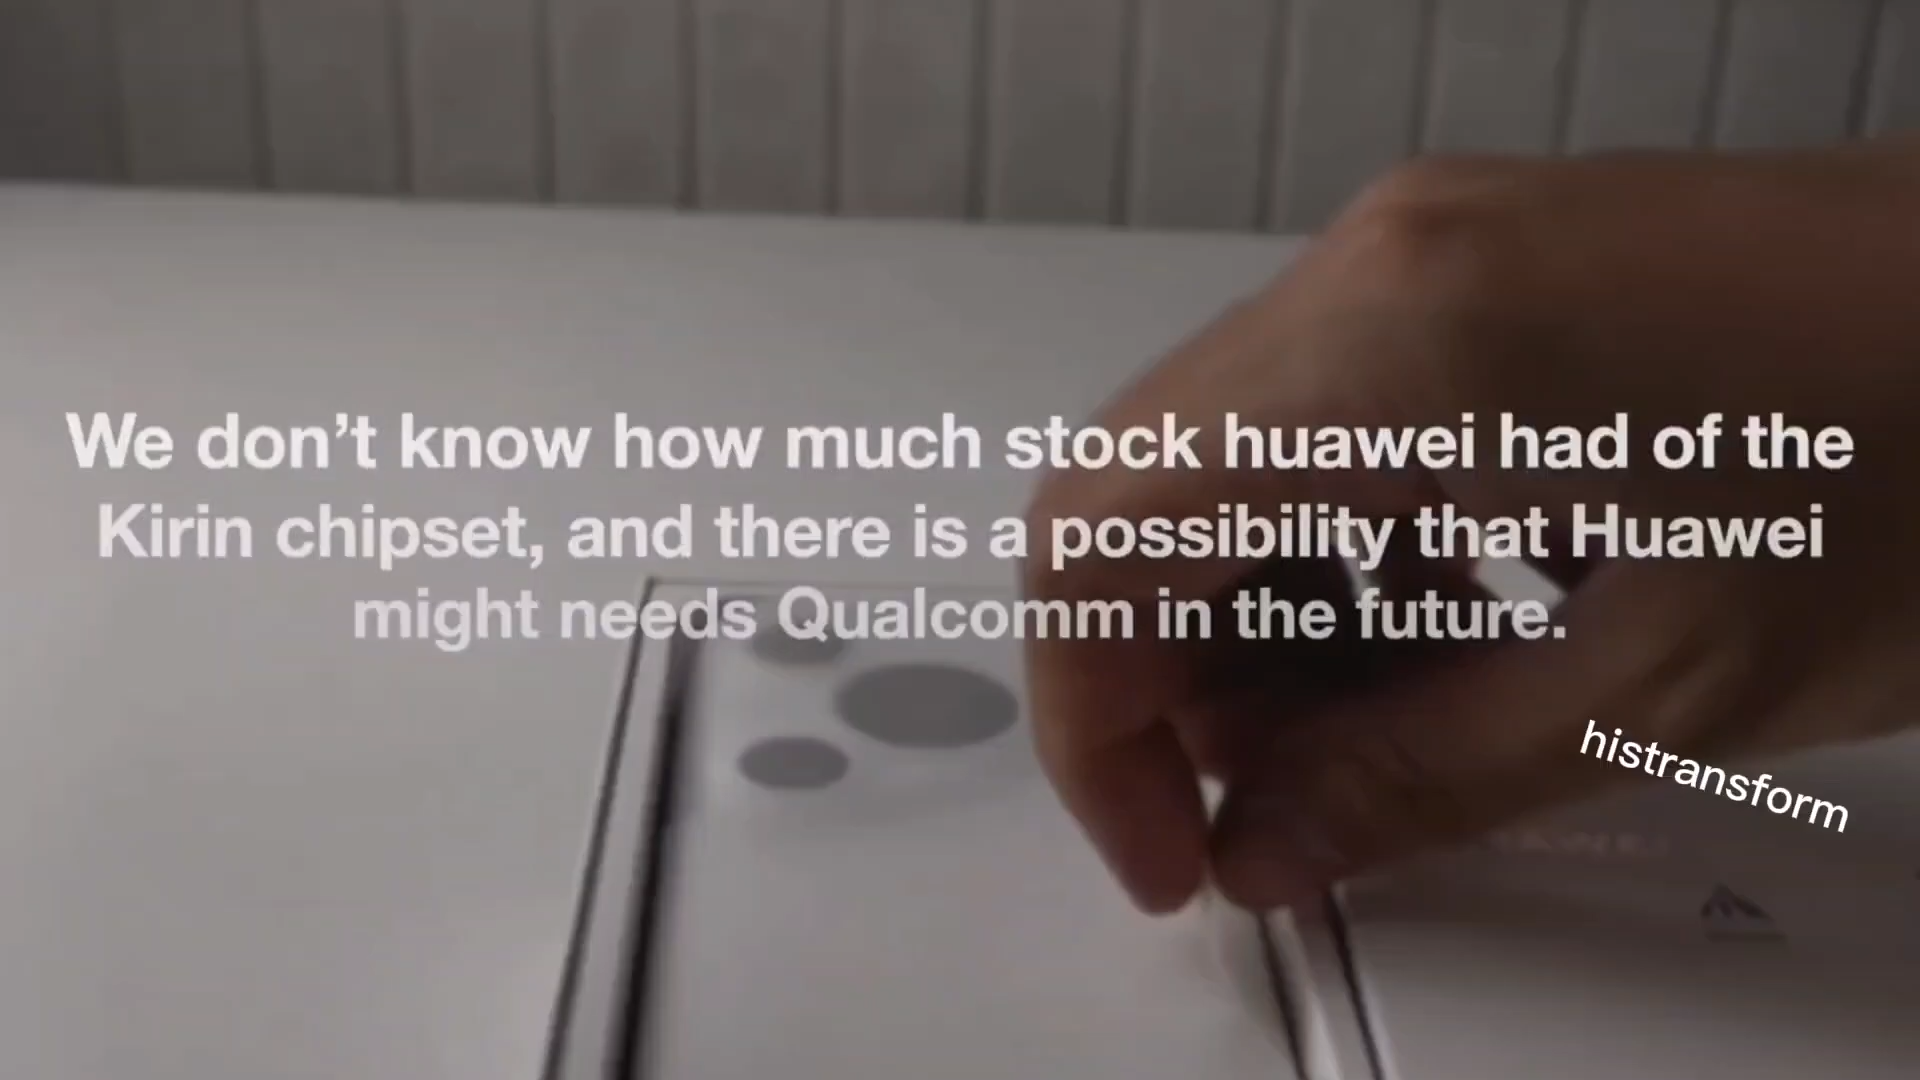 We don’t know how much stock huawei had of the
Kirin chipset, and there is a possibility that Huawei
might needs Qualcomm in the future.
histransform